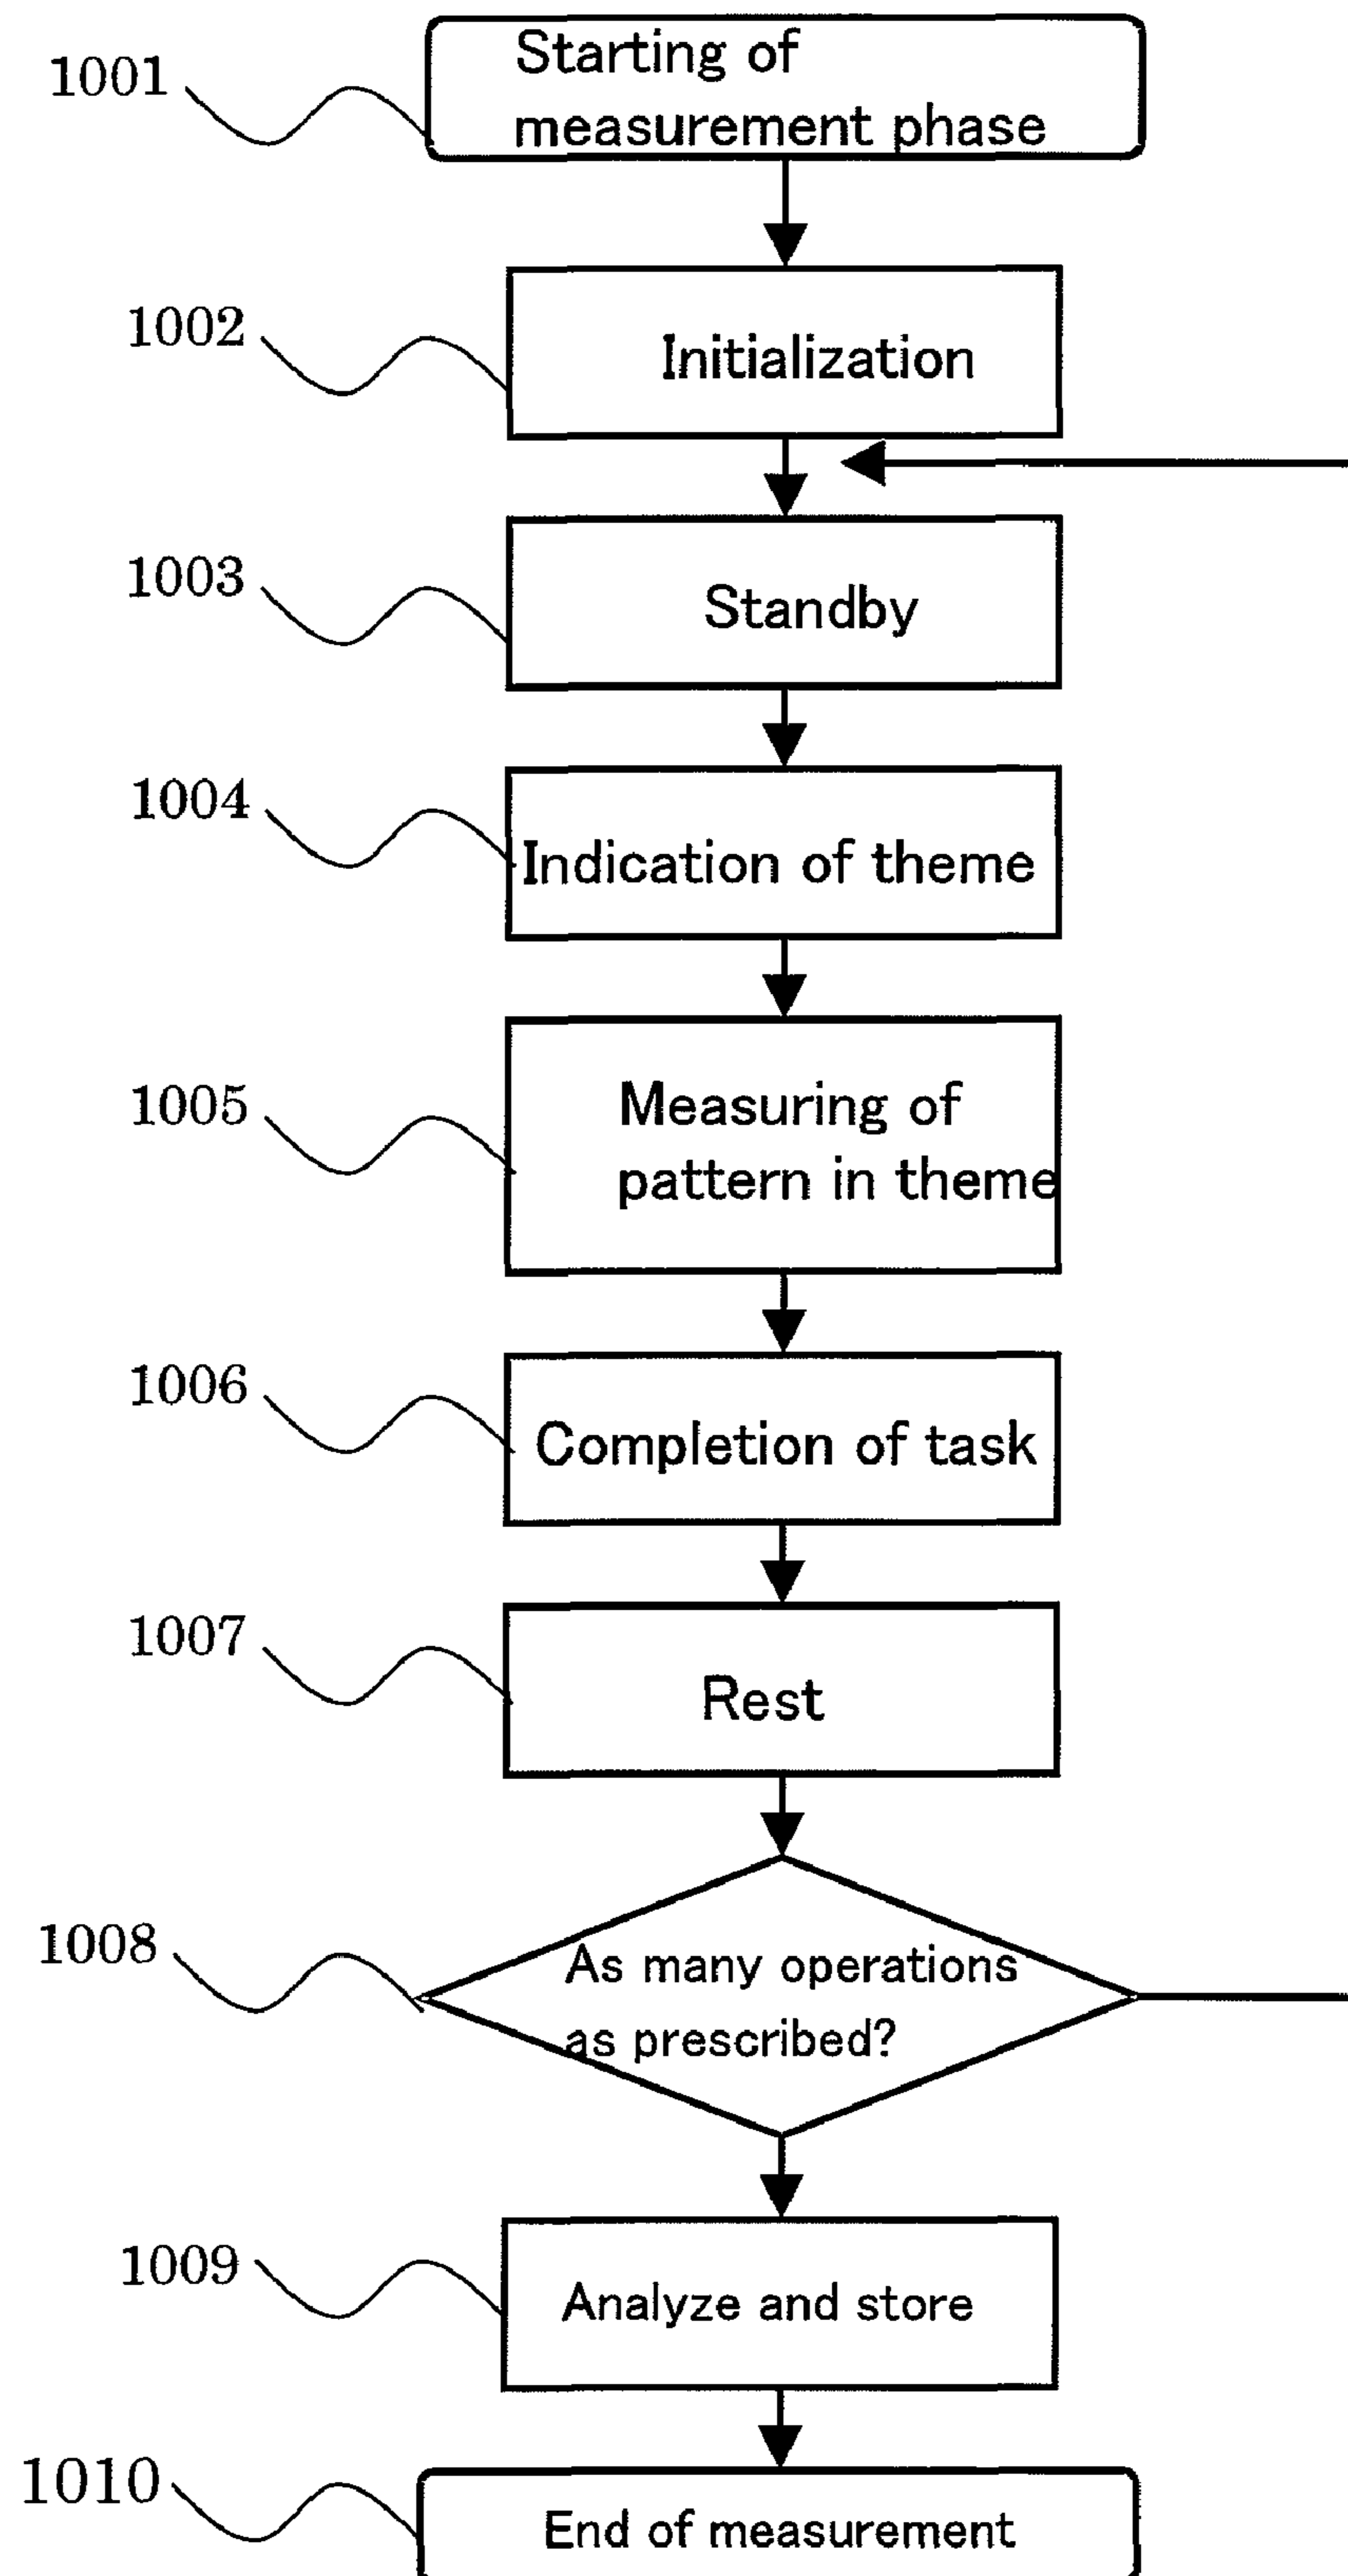 1001
Starting of
measurement phase
1002
Initialization
1003
Standby
1004
Indication of theme
1005
Measuring of
pattern in theme
1006
Completion of task
1007
Rest
1008
As many operations
as prescribed?
1009
Analyze and store
1010
End of measurement